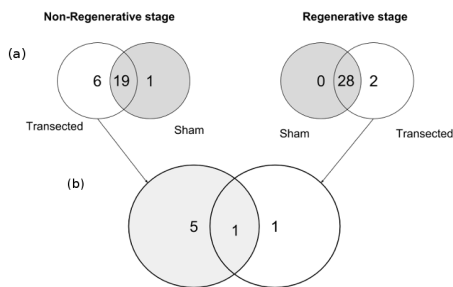 Non-Regenerative stage
Regenerative stage
(a)
6 19 1
0 28 2
Transected
Sham
Sham
Transected
(b)
5 1 1